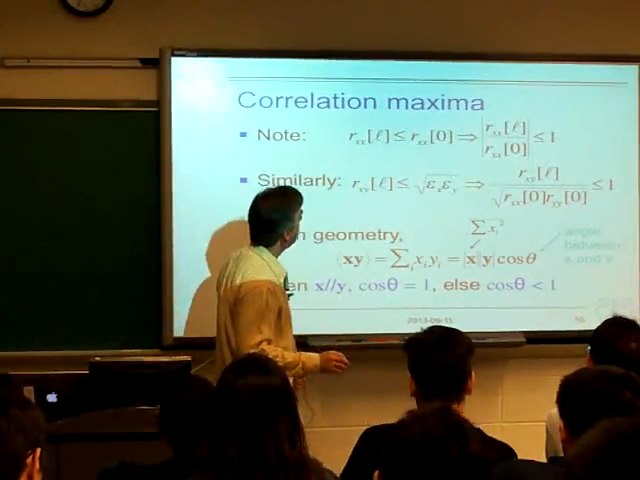 Correlation maxima
▪ Note: r_xx[ℓ] ≤ r_xx[0] ⇒ |r_xx[ℓ] / r_xx[0]| ≤ 1
▪ Similarly: r_xy[ℓ] ≤ √(ε_x ε_y) ⇒ r_xy[ℓ] / √(r_xx[0] r_yy[0]) ≤ 1
geometry,
√Σx_i²
⟨xy⟩ = Σ_i x_i y_i = |x||y| cosθ
angle
between
x and y
x//y, cosθ = 1, else cosθ < 1
2013-09-11